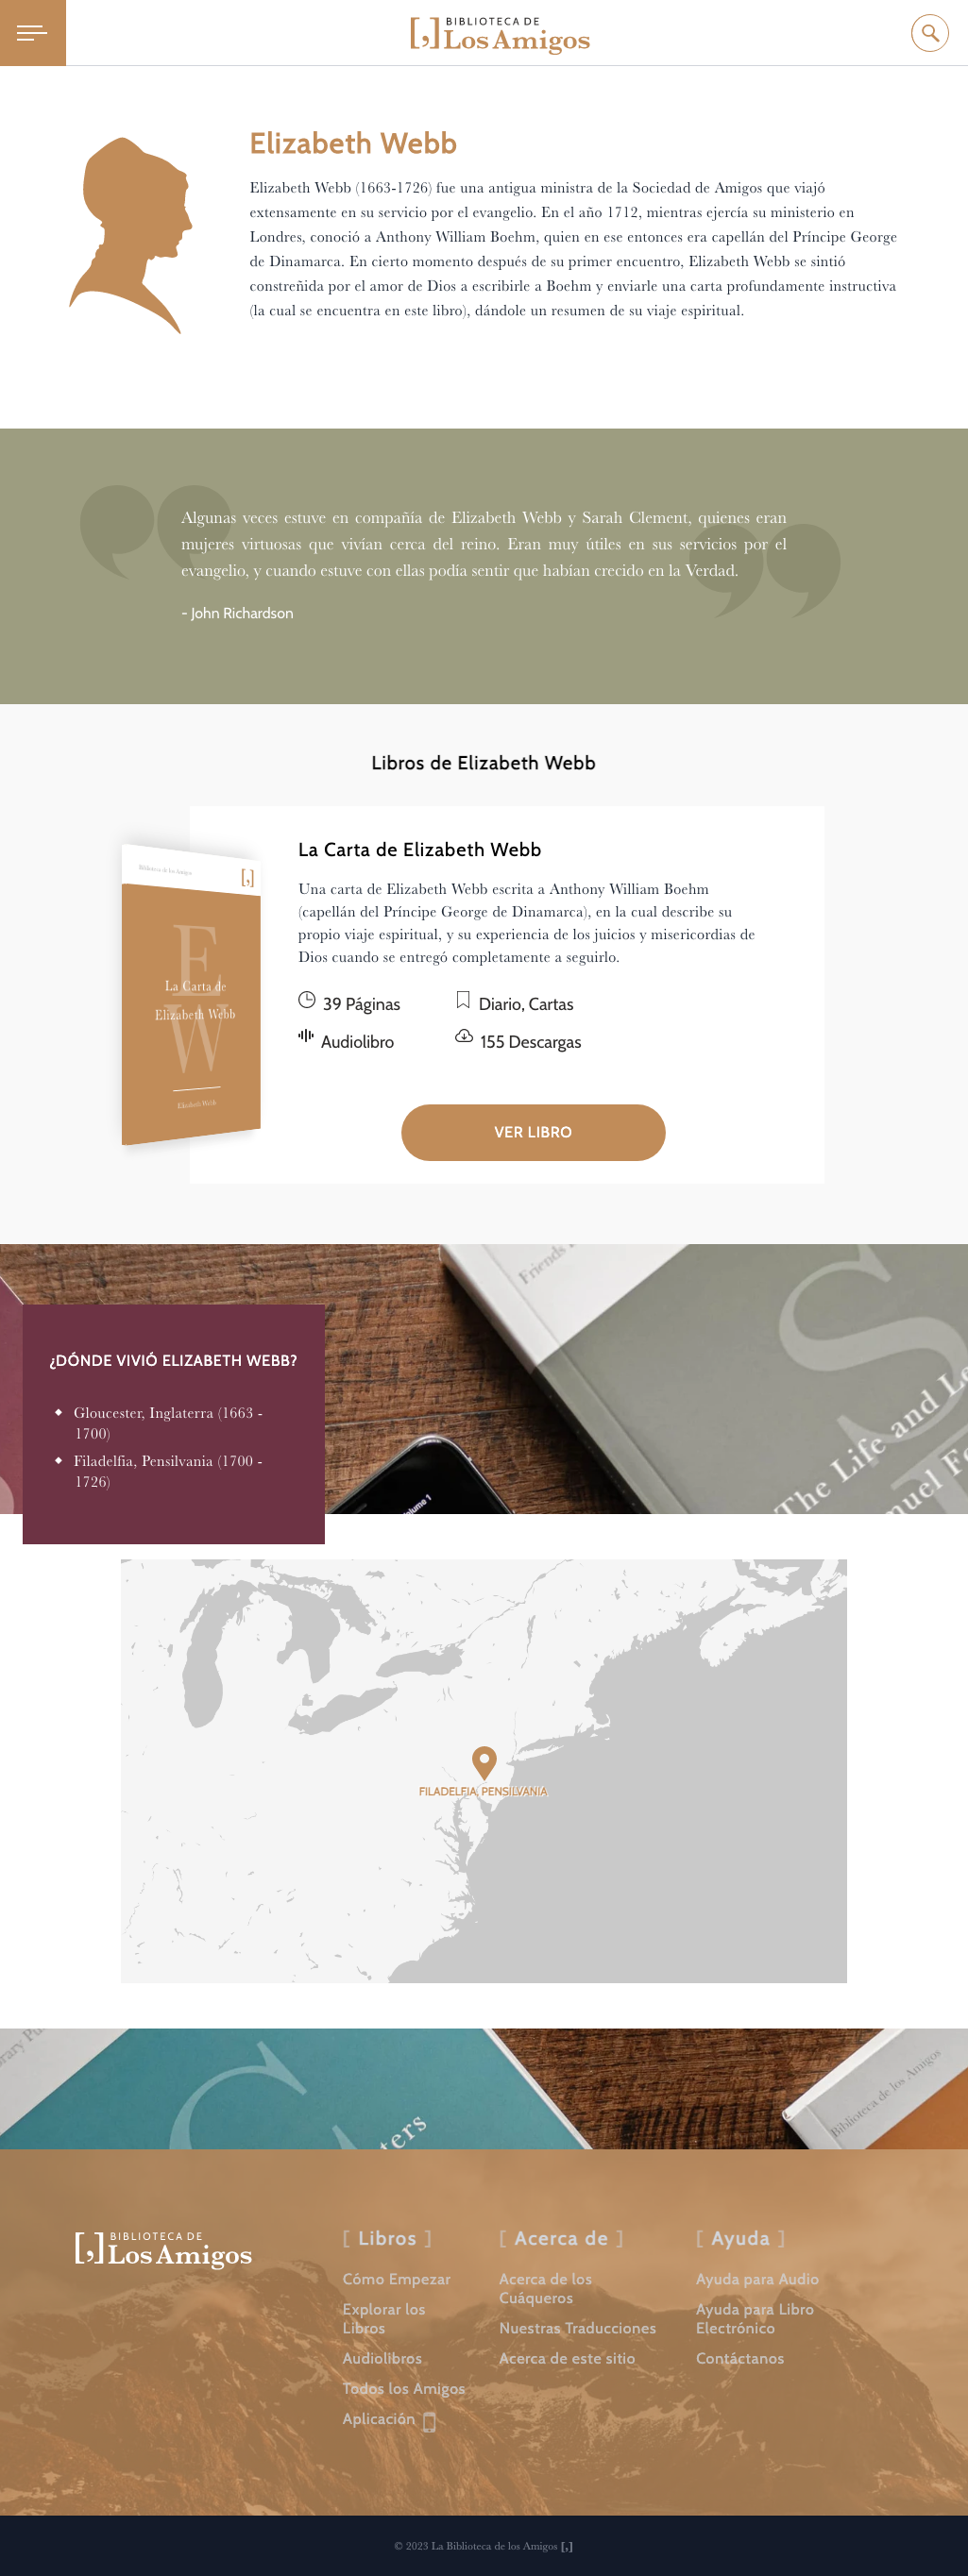 BIBLIOTECA DE
[,] Los Amigos
Elizabeth Webb
Elizabeth Webb (1663-1726) fue una antigua ministra de la Sociedad de Amigos que viajó
extensamente en su servicio por el evangelio. En el año 1712, mientras ejercía su ministerio en
Londres, conoció a Anthony William Boehm, quien en ese entonces era capellán del Príncipe George
de Dinamarca. En cierto momento después de su primer encuentro, Elizabeth Webb se sintió
constreñida por el amor de Dios a escribirle a Boehm y enviarle una carta profundamente instructiva
(la cual se encuentra en este libro), dándole un resumen de su viaje espiritual.
Algunas veces estuve en compañía de Elizabeth Webb y Sarah Clement, quienes eran
mujeres virtuosas que vivían cerca del reino. Eran muy útiles en sus servicios por el
evangelio, y cuando estuve con ellas podía sentir que habían crecido en la Verdad.
- John Richardson
Libros de Elizabeth Webb
Biblioteca de los Amigos [,]
E
W
La Carta de
Elizabeth Webb
Elizabeth Webb
La Carta de Elizabeth Webb
Una carta de Elizabeth Webb escrita a Anthony William Boehm
(capellán del Príncipe George de Dinamarca), en la cual describe su
propio viaje espiritual, y su experiencia de los juicios y misericordias de
Dios cuando se entregó completamente a seguirlo.
39 Páginas
Diario, Cartas
Audiolibro
155 Descargas
VER LIBRO
Friends
S
The Life and
¿DÓNDE VIVIÓ ELIZABETH WEBB?
Gloucester, Inglaterra (1663 -
1700)
Filadelfia, Pensilvania (1700 -
1726)
Volume 1
FILADELFIA, PENSILVANIA
Biblioteca de los Amigos
BIBLIOTECA DE
[,] Los Amigos
[ Libros ]
Cómo Empezar
Explorar los
Libros
Audiolibros
Todos los Amigos
Aplicación
[ Acerca de ]
Acerca de los
Cuáqueros
Nuestras Traducciones
Acerca de este sitio
[ Ayuda ]
Ayuda para Audio
Ayuda para Libro
Electrónico
Contáctanos
© 2023 La Biblioteca de los Amigos [,]